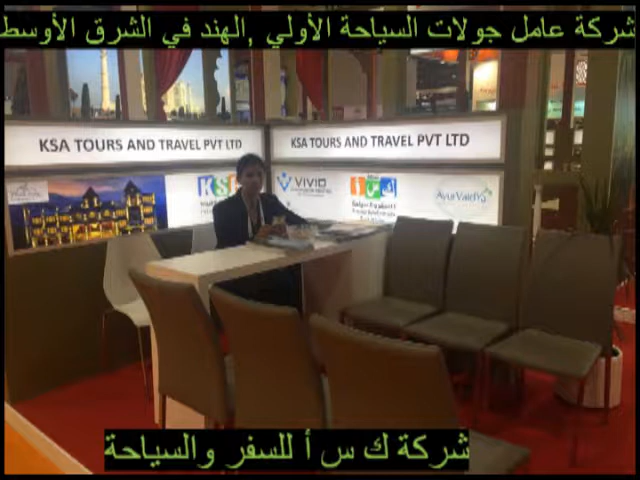 شركة عامل جولات السياحة الأولي ,الهند في الشرق الأوسط
KSA TOURS AND TRAVEL PVT LTD
KSA TOURS AND TRAVEL PVT LTD
VIVID
AyurVaid
شركة ك س أ للسفر والسياحة